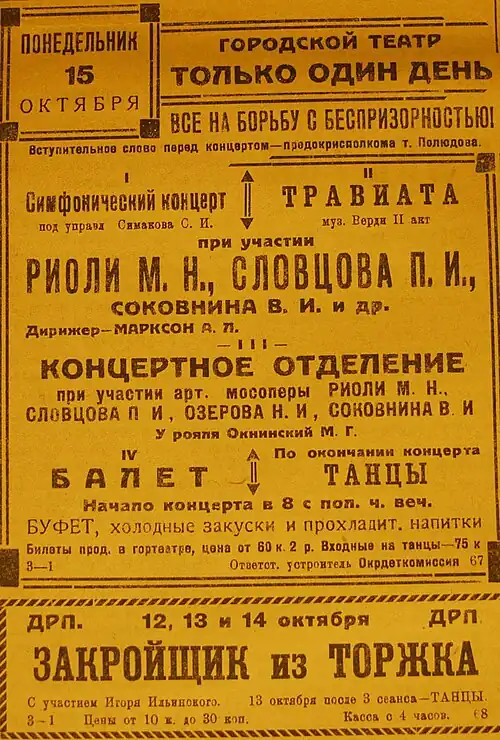 ПОНЕДЕЛЬНИК
15
ОКТЯБРЯ
ГОРОДСКОЙ ТЕАТР
ТОЛЬКО ОДИН ДЕНЬ
ВСЕ НА БОРЬБУ С БЕСПРИЗОРНОСТЬЮ!
Вступительное слово перед концертом—предокрисполкома т. Полюдова.
I
Симфонический концерт
под управл Симакова С. И.
II
ТРАВИАТА
муз. Верди II акт
при участии
РИОЛИ М. Н., СЛОВЦОВА П. И.,
СОКОВНИНА В. И. и др.
Дирижер—МАРКСОН А. Л.
— III —
КОНЦЕРТНОЕ ОТДЕЛЕНИЕ
при участии арт. мосоперы РИОЛИ М. Н.,
СЛОВЦОВА П И, ОЗЕРОВА Н. И, СОКОВНИНА В. И
У рояля Окнинский М. Г.
IV
БАЛЕТ
По окончании концерта
ТАНЦЫ
Начало концерта в 8 с пол. ч. веч.
БУФЕТ, холодные закуски и прохладит. напитки
Билеты прод. в гортеатре, цена от 60 к. 2 р. Входные на танцы—75 к
3—1 Ответст. устроитель Окрдеткомиссия 67
ДРП. 12, 13 и 14 октября ДРП
ЗАКРОЙЩИК из ТОРЖКА
С участием Игоря Ильинского. 13 октября после 3 сеанса—ТАНЦЫ.
3—1 Цены от 10 к. до 30 коп. Касса с 4 часов. 68